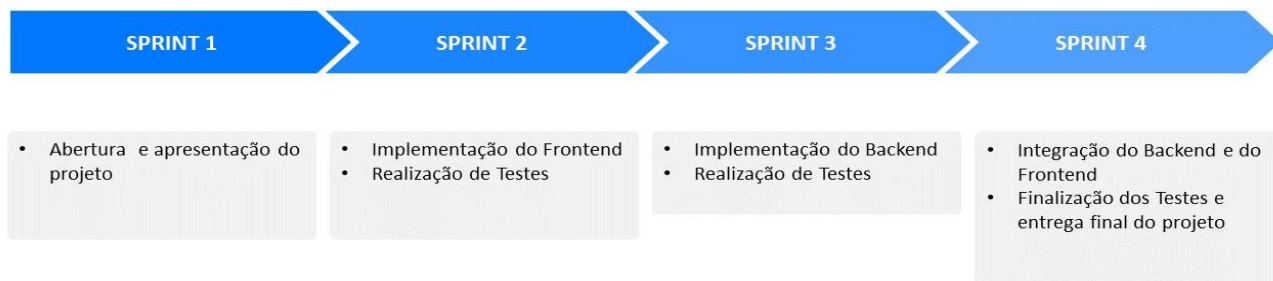 SPRINT 1
SPRINT 2
SPRINT 3
SPRINT 4
• Abertura e apresentação do
projeto
• Implementação do Frontend
• Realização de Testes
• Implementação do Backend
• Realização de Testes
• Integração do Backend e do
Frontend
• Finalização dos Testes e
entrega final do projeto